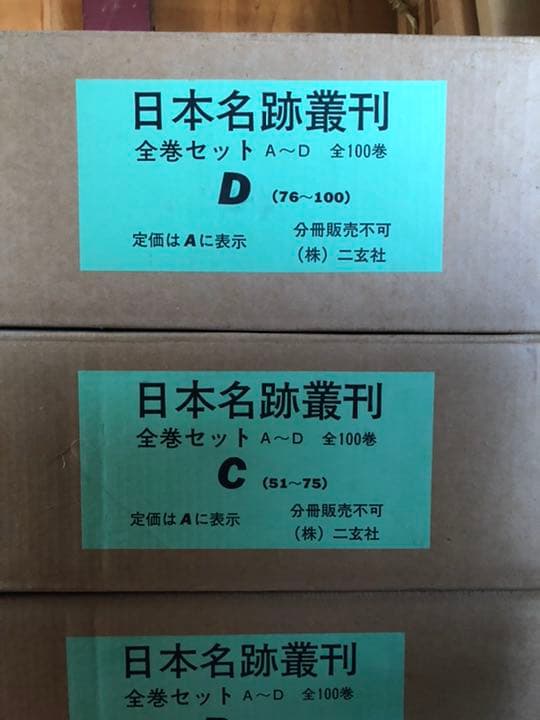 日本名跡叢刊
全巻セット A～D 全100巻
D (76～100)
定価はAに表示 分冊販売不可
(株) 二玄社
日本名跡叢刊
全巻セット A～D 全100巻
C (51～75)
定価はAに表示 分冊販売不可
(株) 二玄社
日本名跡叢刊
全巻セット A～D 全100巻